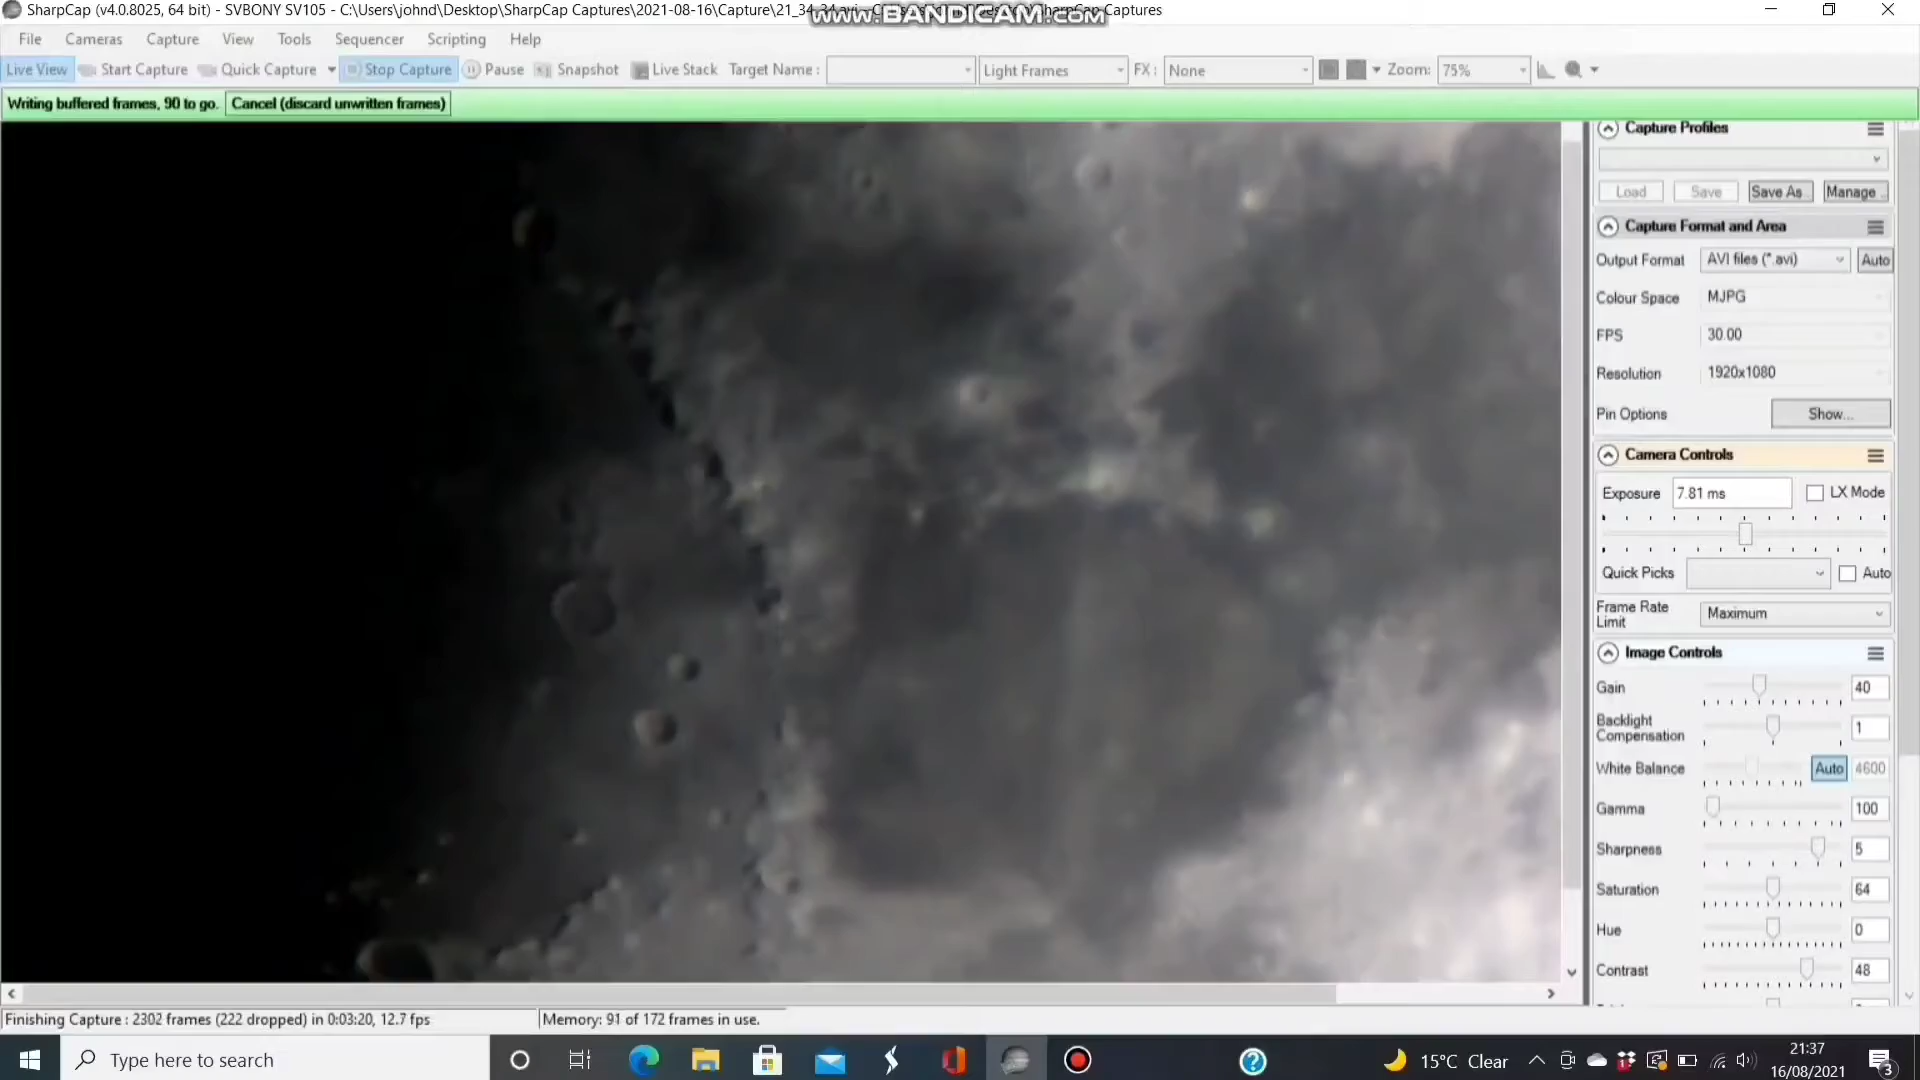 SharpCap (v4.0.8025, 64 bit) - SVBONY SV105 - C:\Users\johnd\Desktop\SharpCap Captures\2021-08-16\Capture\21_34
Captures
www.BANDICAM.com
File Cameras Capture View Tools Sequencer Scripting Help
Live View Start Capture Quick Capture Stop Capture Pause Snapshot Live Stack Target Name : Light Frames FX : None Zoom: 75%
Writing buffered frames, 90 to go. Cancel (discard unwritten frames)
Capture Profiles
Load Save Save As Manage
Capture Format and Area
Output Format AVI files (*.avi) Auto
Colour Space MJPG
FPS 30.00
Resolution 1920x1080
Pin Options Show...
Camera Controls
Exposure 7.81 ms LX Mode
Quick Picks Auto
Frame Rate
Limit Maximum
Image Controls
Gain 40
Backlight
Compensation 1
White Balance Auto 4600
Gamma 100
Sharpness 5
Saturation 64
Hue 0
Contrast 48
Finishing Capture : 2302 frames (222 dropped) in 0:03:20, 12.7 fps Memory: 91 of 172 frames in use.
Type here to search
15°C Clear
21:37
16/08/2021
3